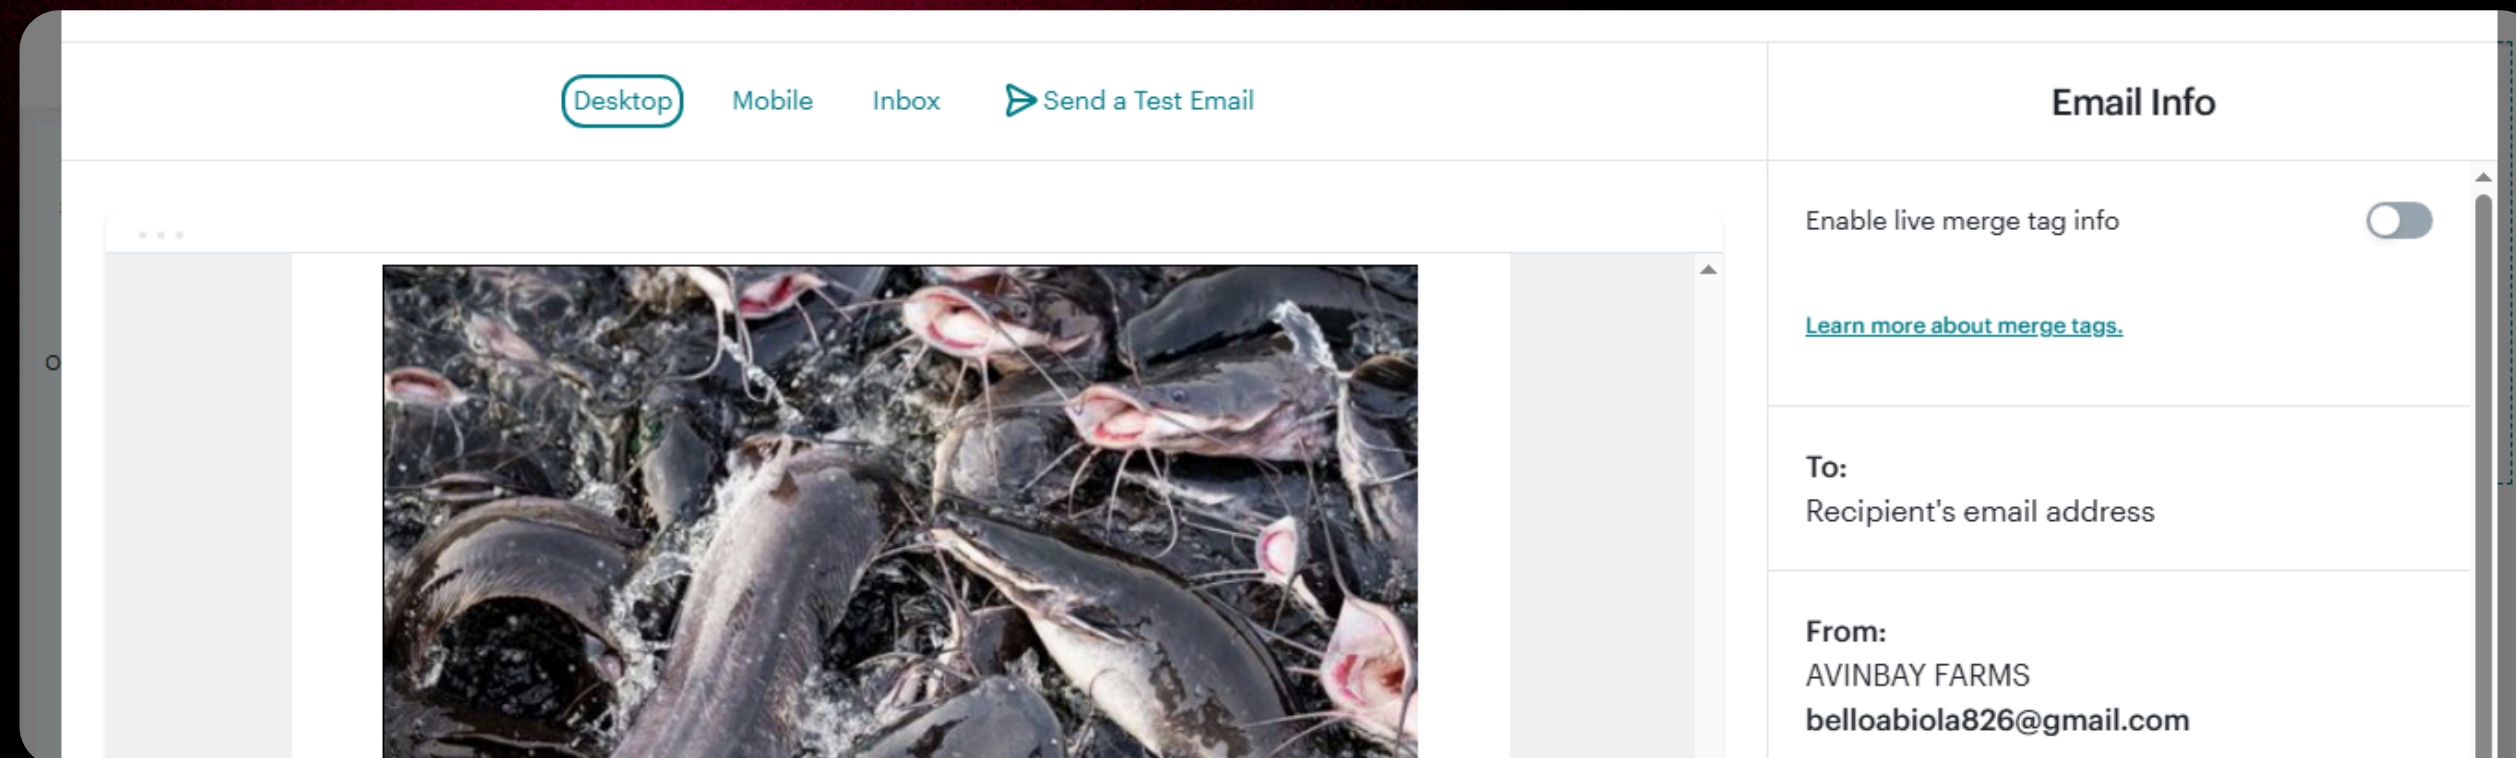 Desktop
Mobile
Inbox
Send a Test Email
Email Info
Enable live merge tag info
Learn more about merge tags.
To:
Recipient's email address
From:
AVINBAY FARMS
belloabiola826@gmail.com